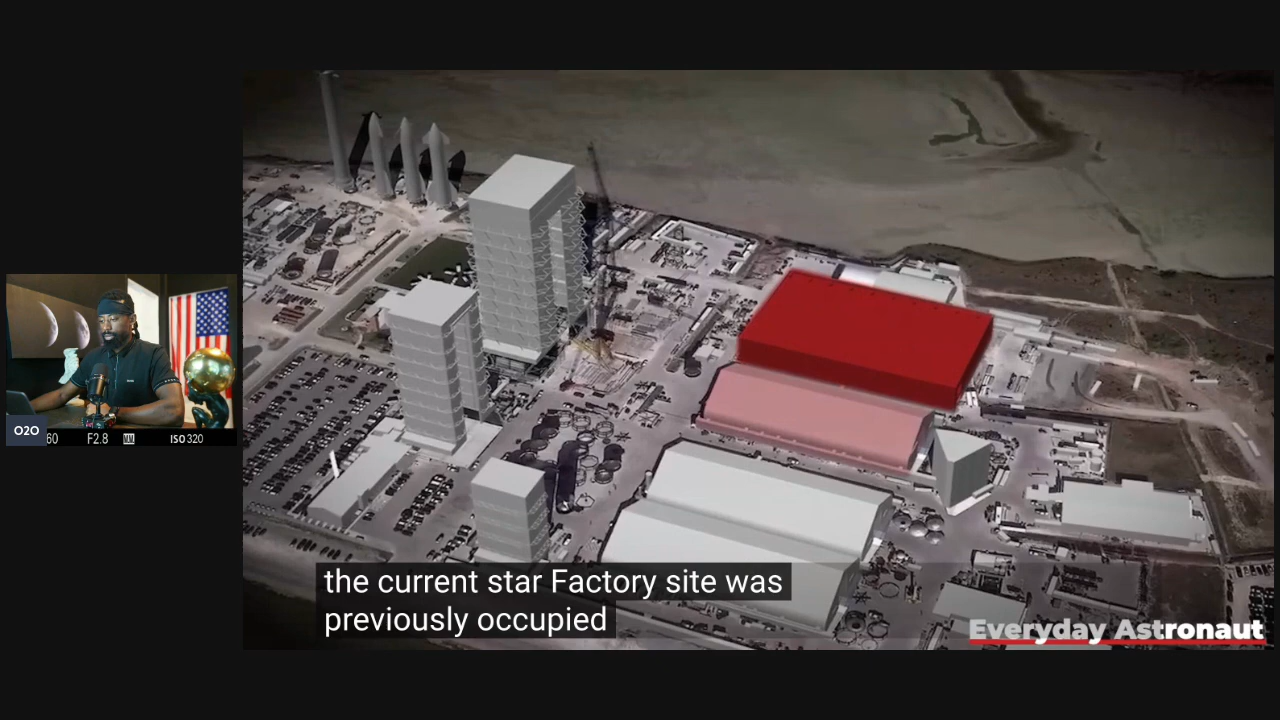 O2O
60
F2.8
ISO 320
the current star Factory site was
previously occupied
Everyday Astronaut